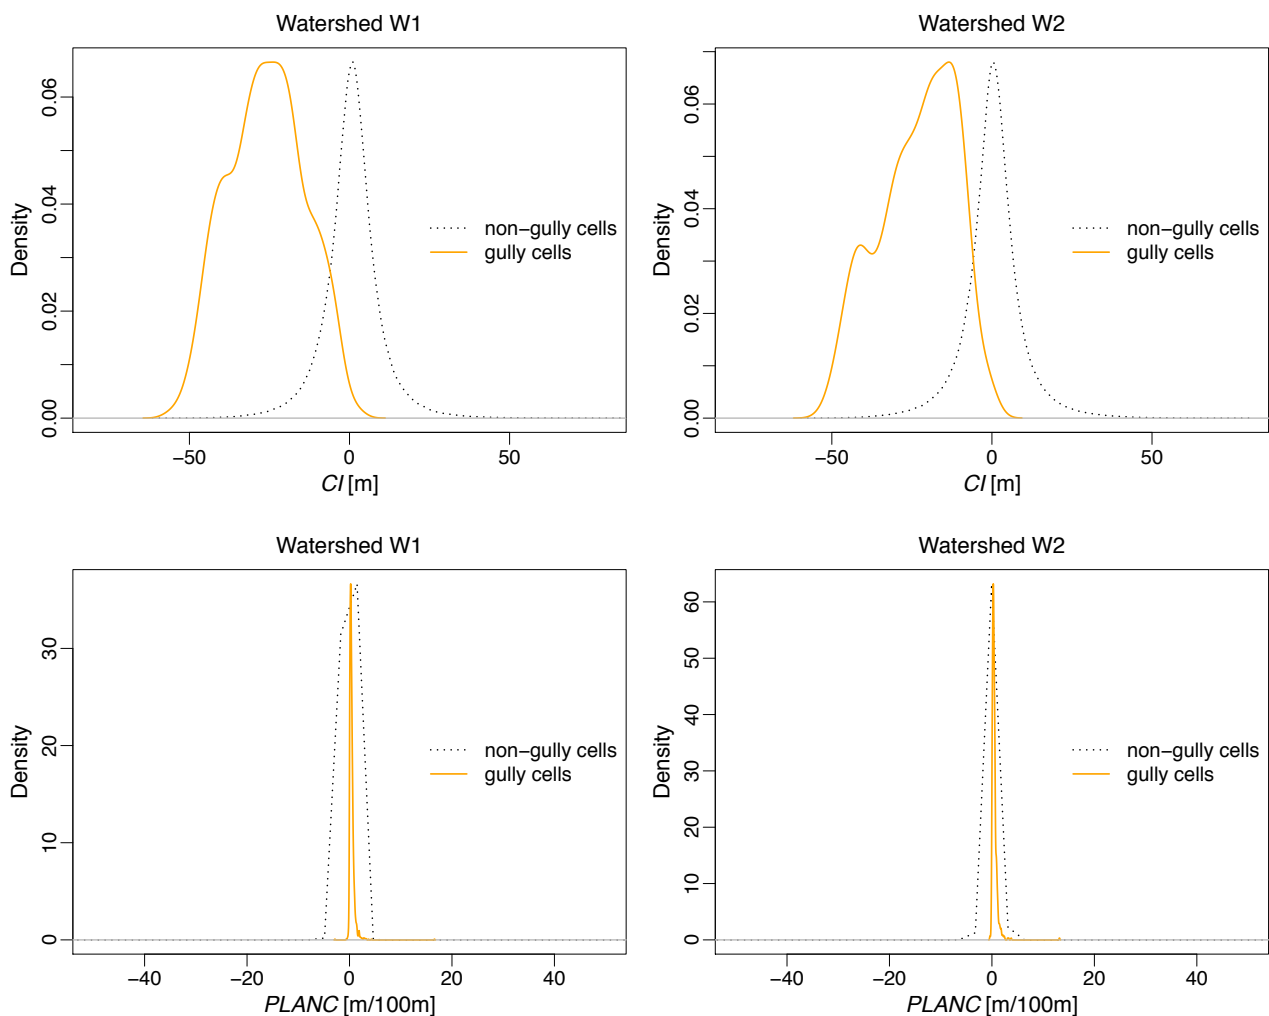 Watershed W1
Density
0.00
0.02
0.04
0.06
non−gully cells
gully cells
−50
0
50
CI [m]
Watershed W2
Density
0.00
0.02
0.04
0.06
non−gully cells
gully cells
−50
0
50
CI [m]
Watershed W1
Density
0
10
20
30
non−gully cells
gully cells
−40
−20
0
20
40
PLANC [m/100m]
Watershed W2
Density
0
10
20
30
40
50
60
non−gully cells
gully cells
−40
−20
0
20
40
PLANC [m/100m]